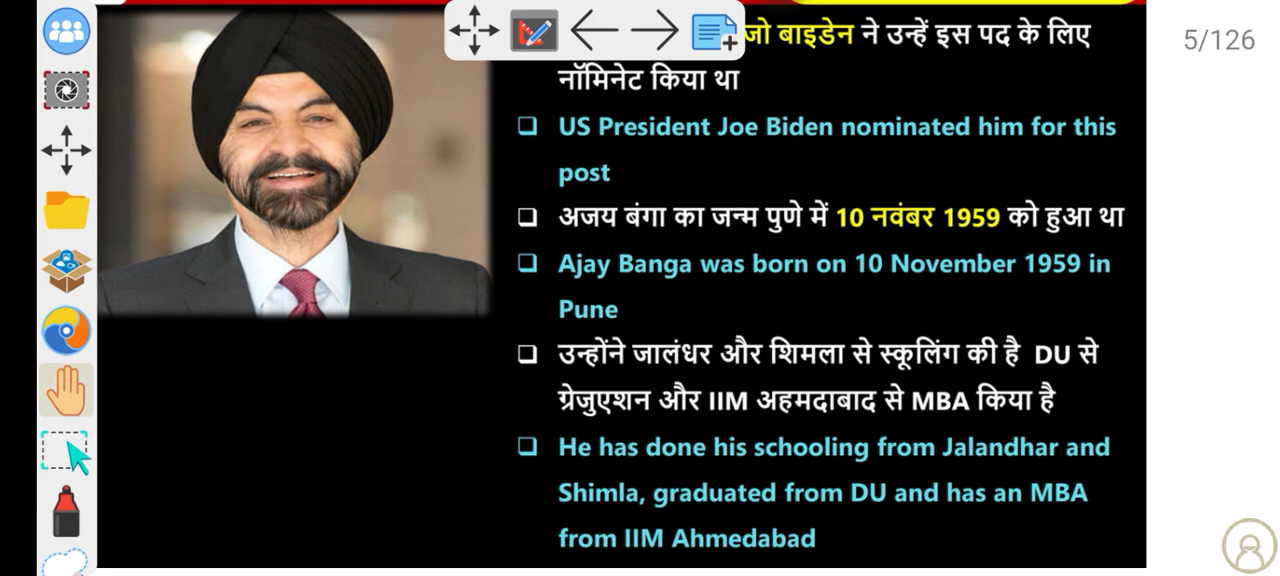 5/126
जो बाइडेन ने उन्हें इस पद के लिए
नॉमिनेट किया था
US President Joe Biden nominated him for this
post
अजय बंगा का जन्म पुणे में 10 नवंबर 1959 को हुआ था
Ajay Banga was born on 10 November 1959 in
Pune
उन्होंने जालंधर और शिमला से स्कूलिंग की है DU से
ग्रेजुएशन और IIM अहमदाबाद से MBA किया है
He has done his schooling from Jalandhar and
Shimla, graduated from DU and has an MBA
from IIM Ahmedabad